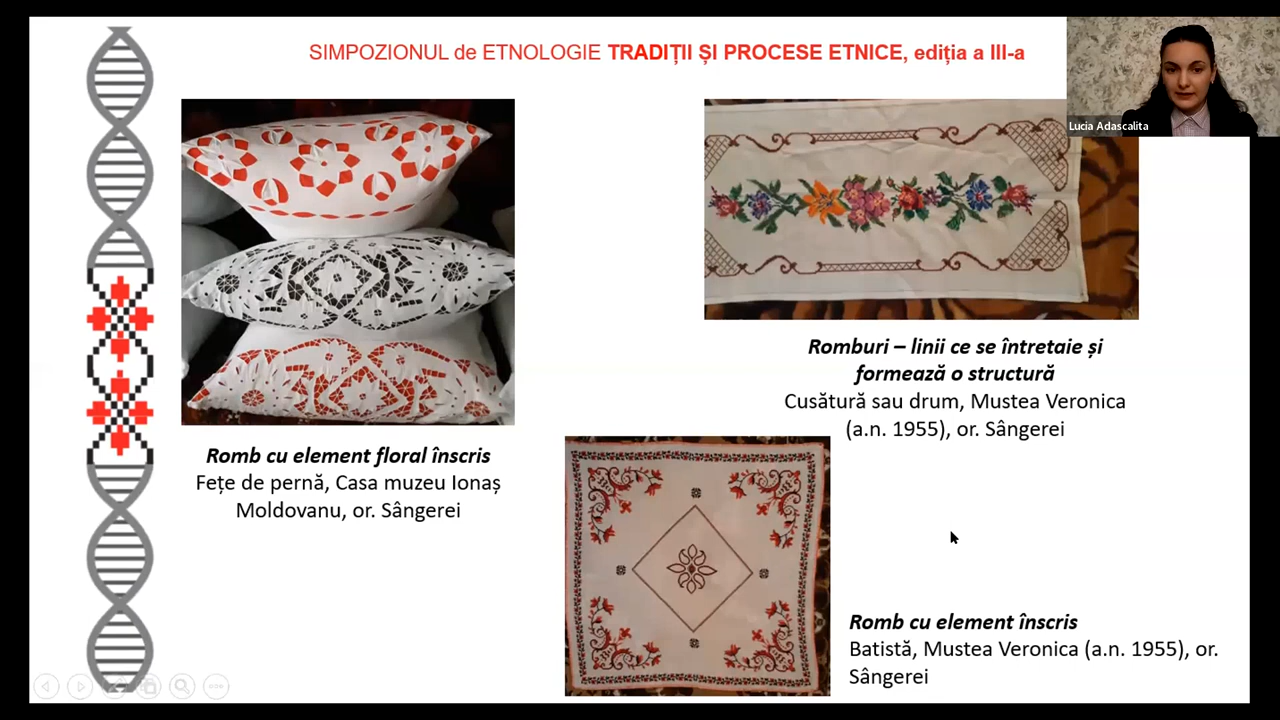 SIMPOZIONUL de ETNOLOGIE TRADIȚII ȘI PROCESE ETNICE, ediția a III-a
Lucia Adascalita
Romb cu element floral înscris
Fețe de pernă, Casa muzeu Ionaș
Moldovanu, or. Sângerei
Romburi – linii ce se întretaie și
formează o structură
Cusătură sau drum, Mustea Veronica
(a.n. 1955), or. Sângerei
Romb cu element înscris
Batistă, Mustea Veronica (a.n. 1955), or.
Sângerei